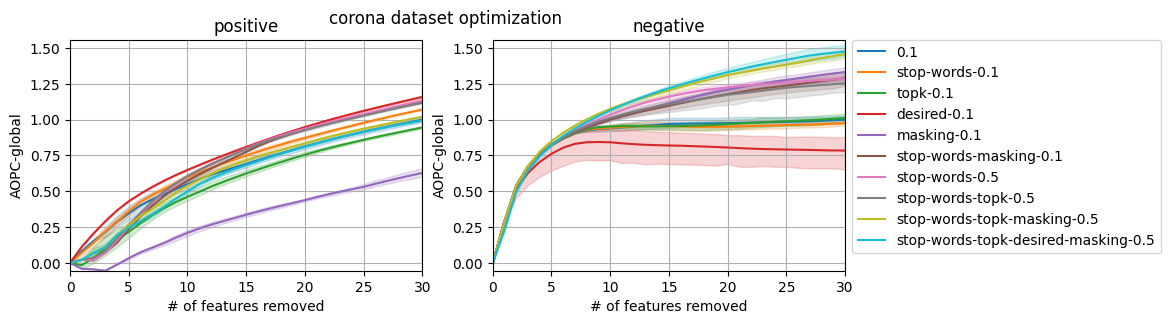 corona dataset optimization
positive
negative
AOPC-global
1.50
1.25
1.00
0.75
0.50
0.25
0.00
0
5
10
15
20
25
30
# of features removed
AOPC-global
1.50
1.25
1.00
0.75
0.50
0.25
0.00
0
5
10
15
20
25
30
# of features removed
0.1
stop-words-0.1
topk-0.1
desired-0.1
masking-0.1
stop-words-masking-0.1
stop-words-0.5
stop-words-topk-0.5
stop-words-topk-masking-0.5
stop-words-topk-desired-masking-0.5